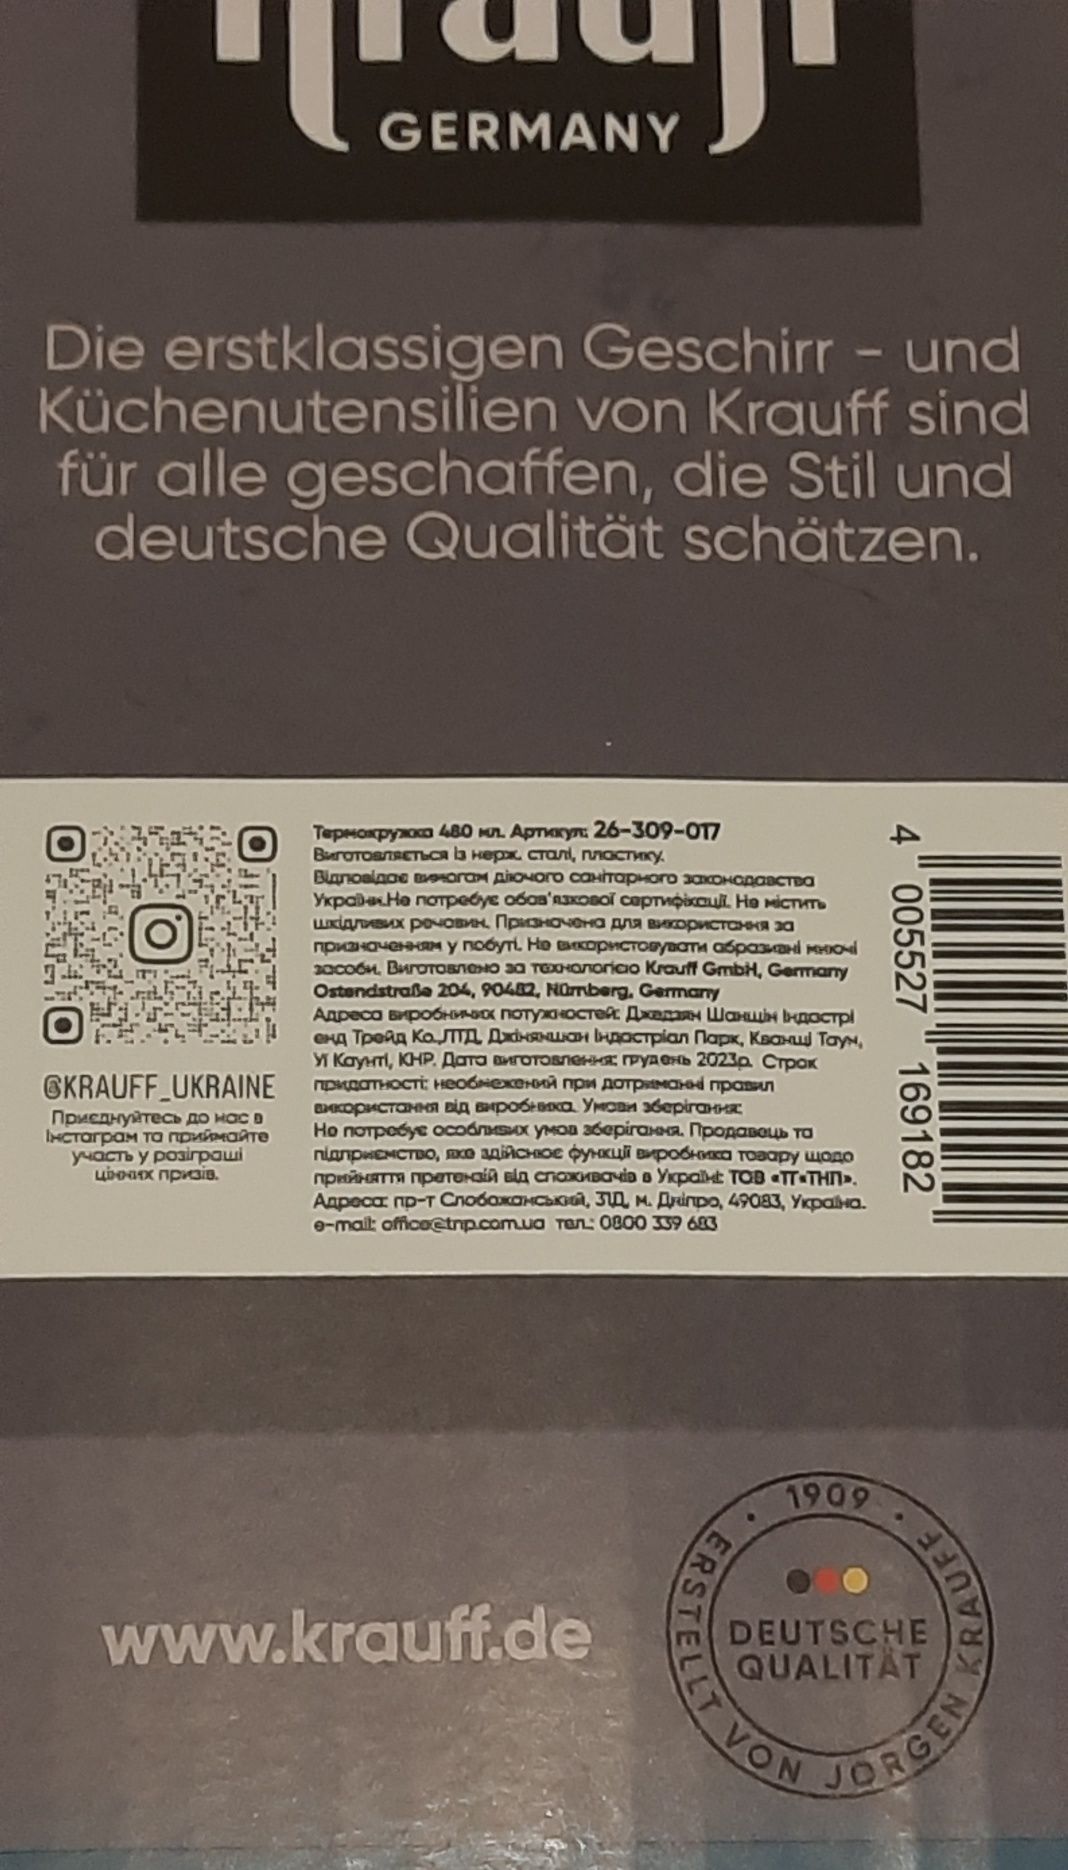 Krauff
GERMANY
Die erstklassigen Geschirr - und
Küchenutensilien von Krauff sind
für alle geschaffen, die Stil und
deutsche Qualität schätzen.
@KRAUFF_UKRAINE
Приєднуйтесь до нас в
Інстаграм та приймайте
участь у розіграші
цінних призів.
Термокружка 480 мл. Артикул: 26-309-017
Виготовляється із нерж. сталі, пластику.
Відповідає вимогам діючого санітарного законодавства
України.Не потребує обов'язкової сертифікації. Не містить
шкідливих речовин. Призначена для використання за
призначенням у побуті. Не використовувати абразивні миючі
засоби. Виготовлено за технологією Krauff GmbH, Germany
Ostendstraße 204, 90482, Nürnberg, Germany
Адреса виробничих потужностей: Джедзян Шанщін Індастрі
енд Трейд Ко.,ЛТД, Джіняншан Індастріал Парк, Кванщі Таун,
Уї Каунті, КНР. Дата виготовлення: грудень 2023р. Строк
придатності: необмежений при дотриманні правил
використання від виробника. Умови зберігання:
Не потребує особливих умов зберігання. Продавець та
підприємство, яке здійснює функції виробника товару щодо
прийняття претензій від споживачів в Україні: ТОВ «ТГ«ТНП».
Адреса: пр-т Слобожанський, 31Д, м. Дніпро, 49083, Україна.
e-mail: office@tnp.com.ua тел.: 0800 339 683
4 005527 169182
www.krauff.de
1909
ERSTELLT VON JORGEN KRAUFF
DEUTSCHE
QUALITÄT